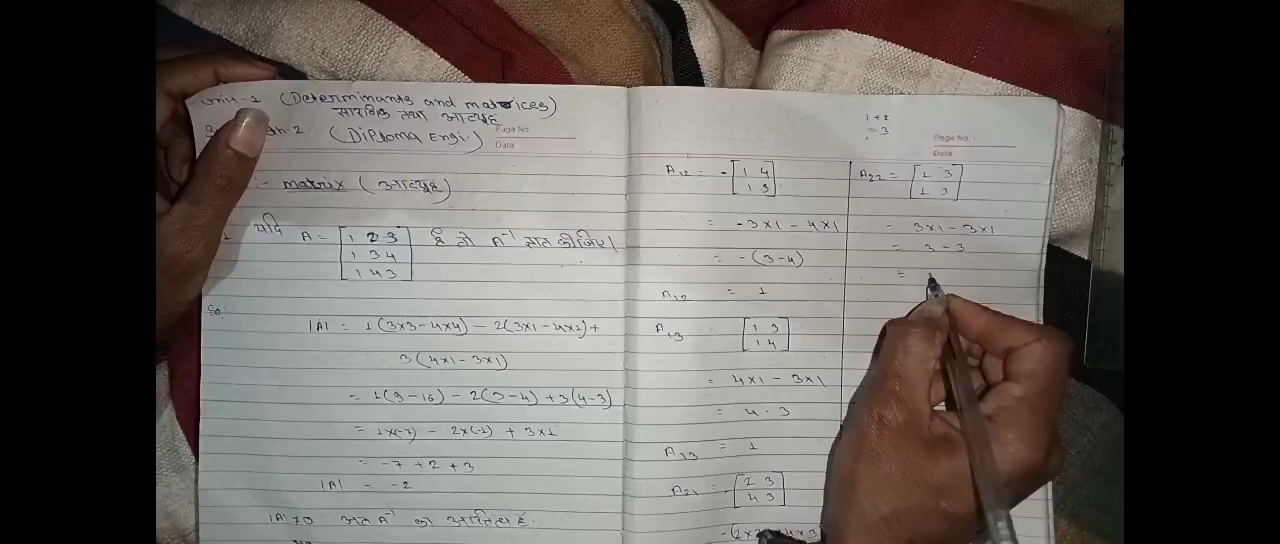 Unit-1 (Determinants and matrices)
सारणिक तथा आव्यूह
(Diploma Engi.)
Page No.
Data
:- matrix (आव्यूह)
यदि A = [1 2 3 है तो A⁻¹ ज्ञात कीजिए।
1 3 4
1 4 3]
So
|A| = 1(3×3-4×4) - 2(3×1-4×1)+
3(4×1-3×1)
= 1(9-16) - 2(3-4) +3(4-3)
= 1×(-7) - 2×(-1) + 3×1
= -7 +2 +3
|A| = -2
|A|≠0 अतः A⁻¹ का अस्तित्व है.
1+2
=3
Page No.
Data
A₁₂ = -[1 4
1 3]
= -3×1 - 4×1
= -(3-4)
A₁₂ = 1
A₁₃ = [1 3
1 4]
= 4×1 - 3×1
= 4-3
A₁₃ = 1
A₂₁ = -[2 3
4 3]
A₂₂ = [1 3
1 3]
= 3×1 - 3×1
= 3-3
=